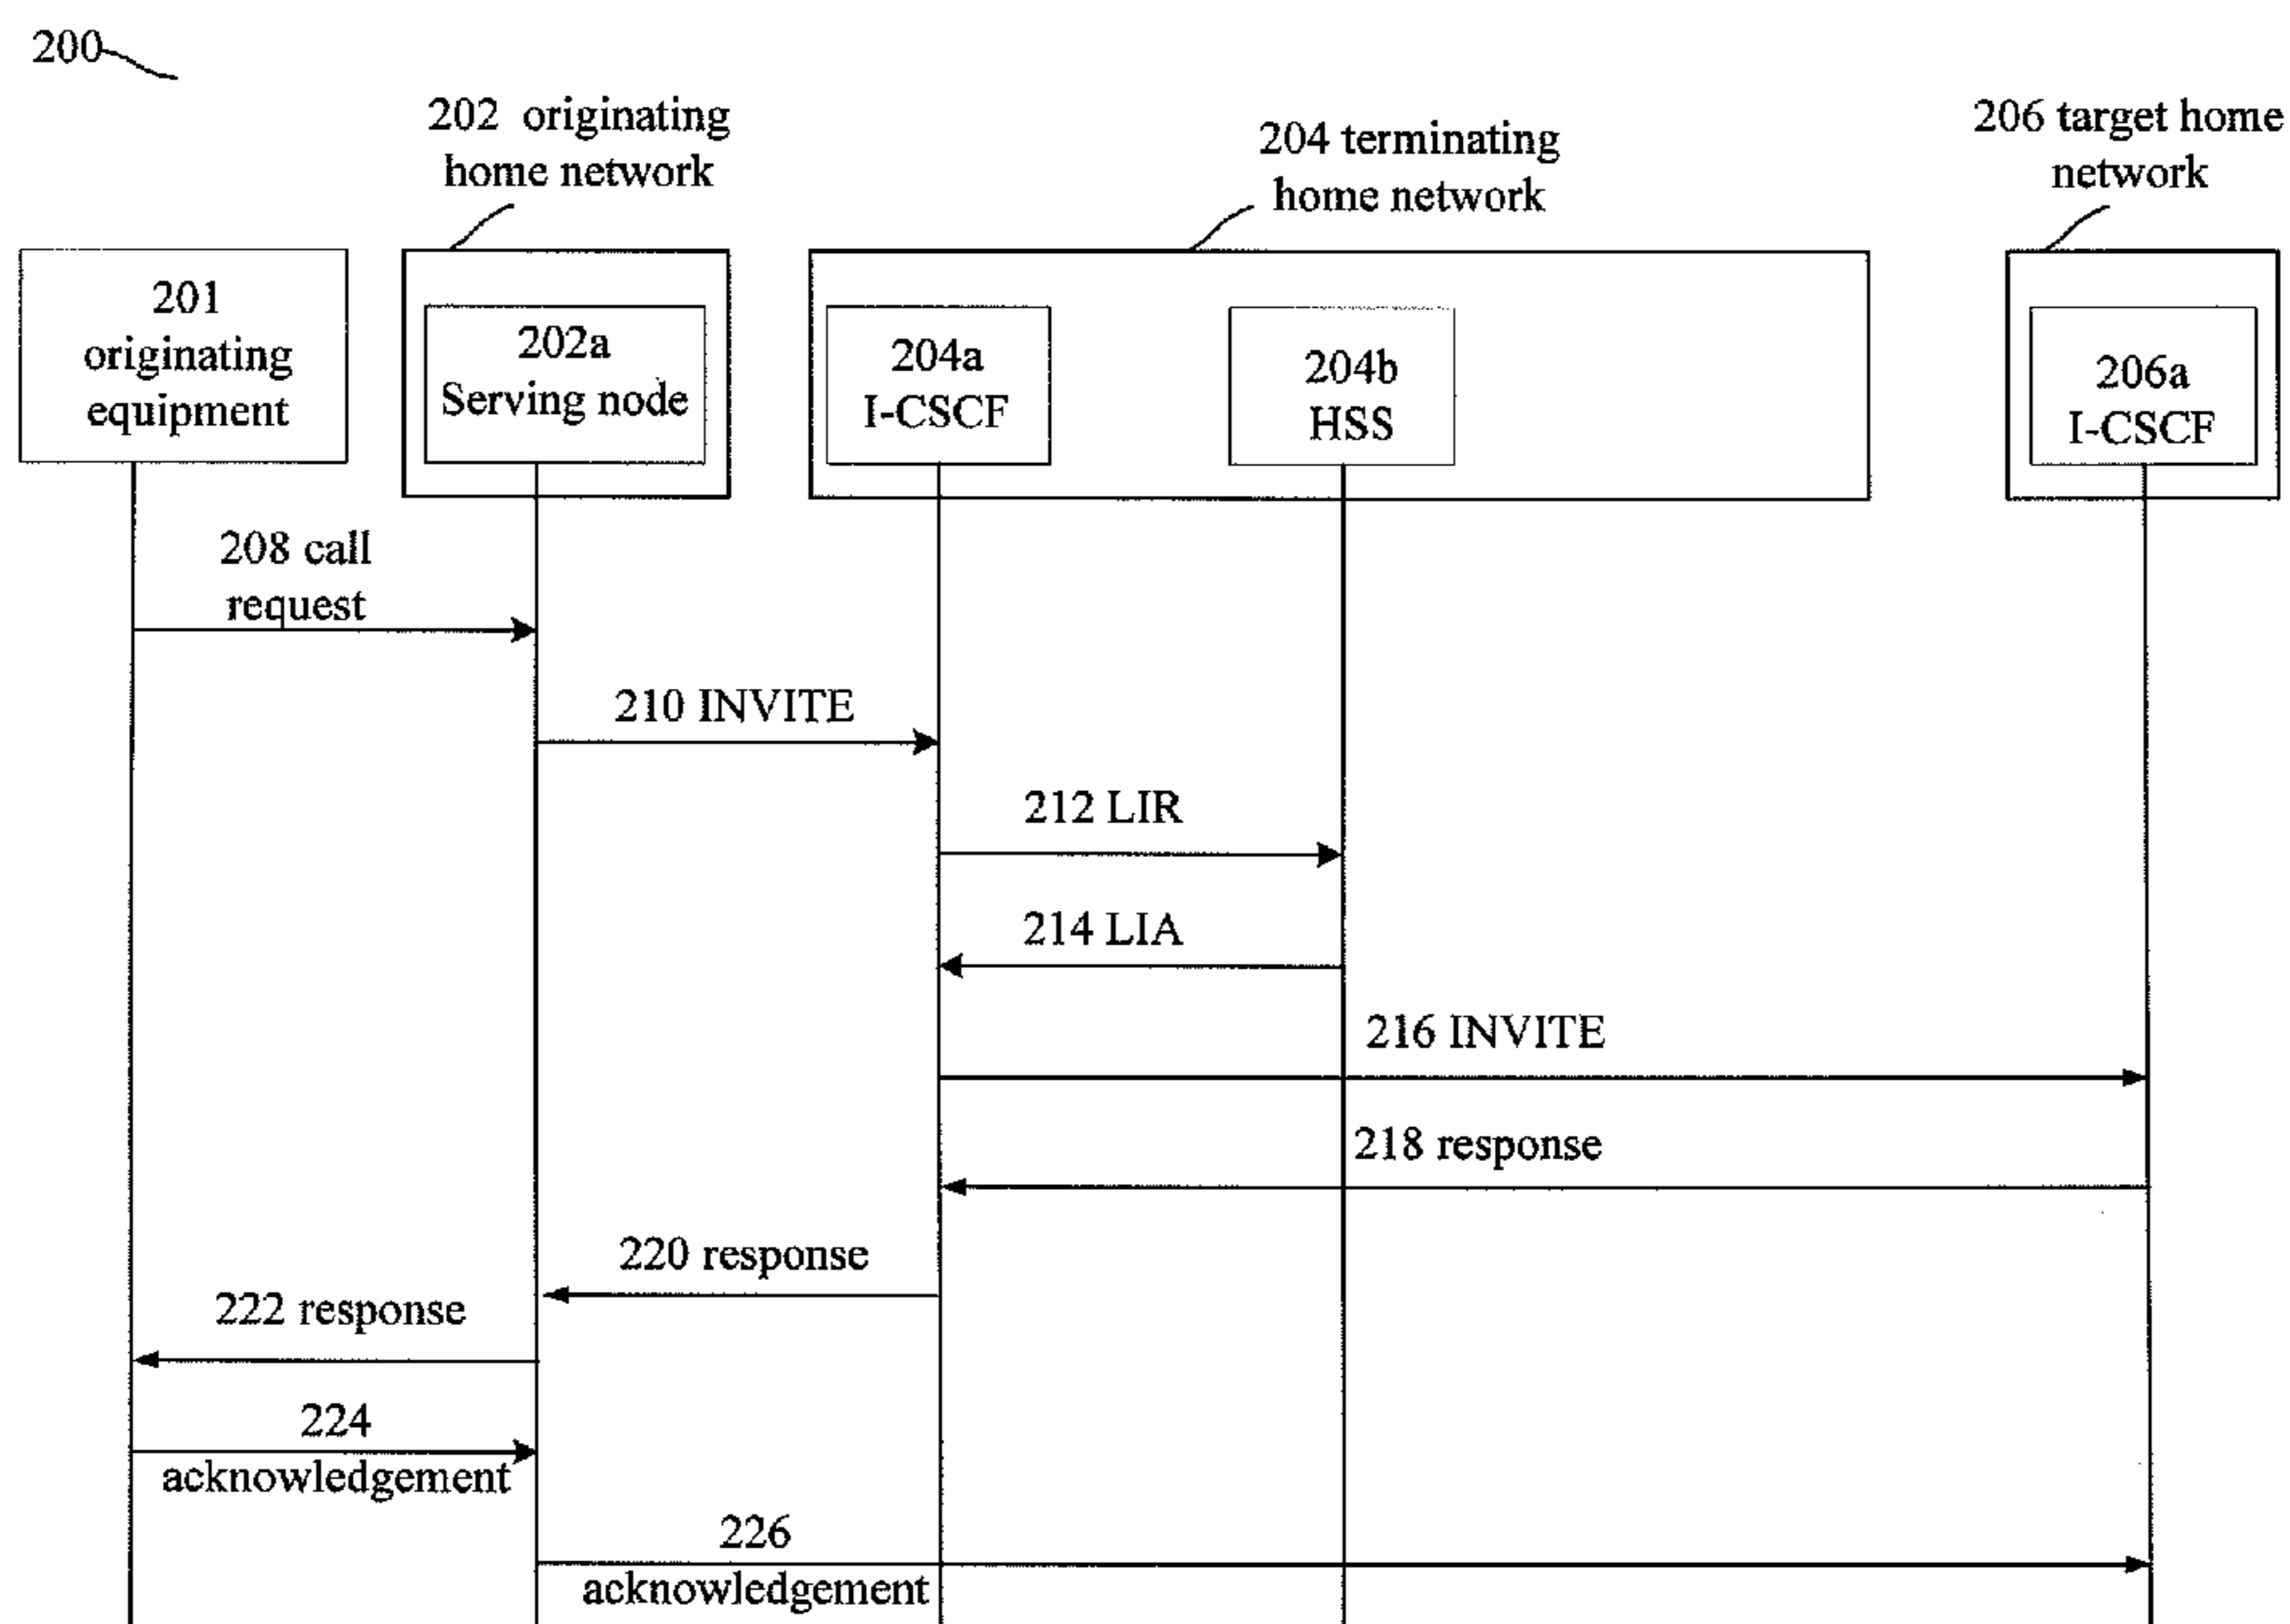 200
202 originating
home network
204 terminating
home network
206 target home
network
201
originating
equipment
202a
Serving node
204a
I-CSCF
204b
HSS
206a
I-CSCF
208 call
request
210 INVITE
212 LIR
214 LIA
216 INVITE
218 response
220 response
222 response
224
acknowledgement
226
acknowledgement